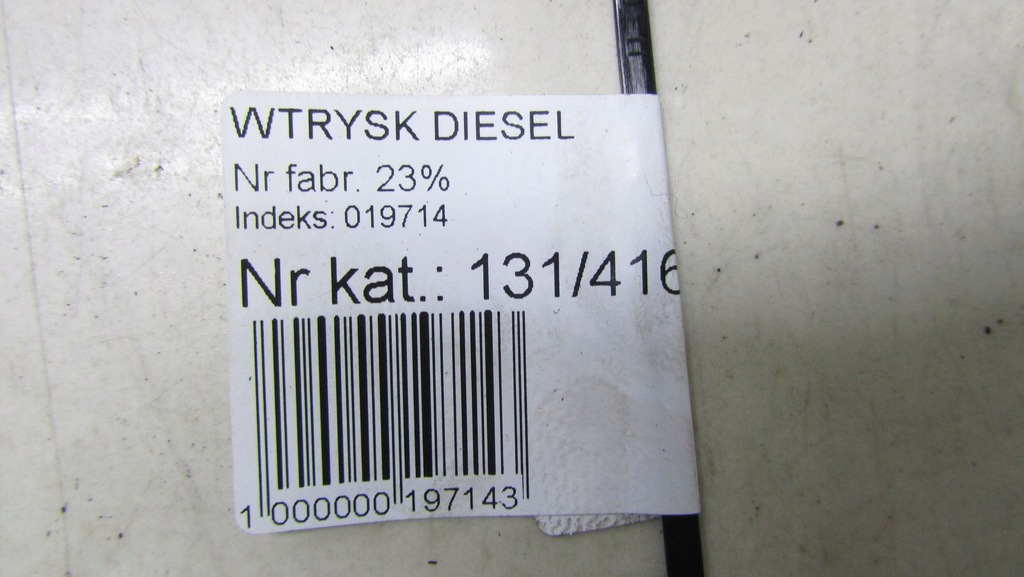 WTRYSK DIESEL
Nr fabr. 23%
Indeks: 019714
Nr kat.: 131/416
1 000000 197143